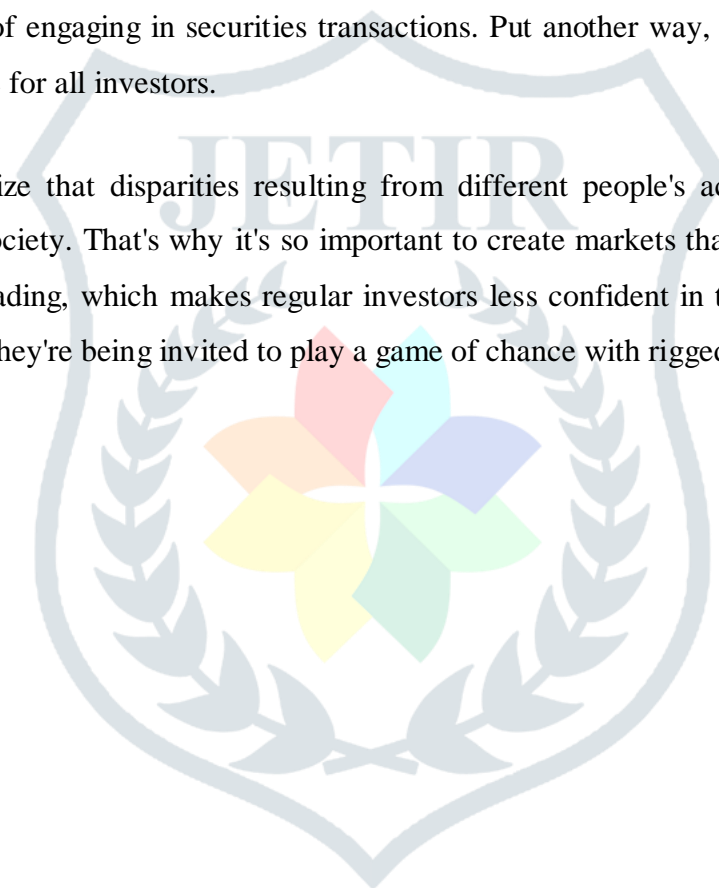 of engaging in securities transactions. Put another way,
for all investors.
JETIR
ize that disparities resulting from different people's ac
ociety. That's why it's so important to create markets tha
ading, which makes regular investors less confident in t
hey're being invited to play a game of chance with rigged